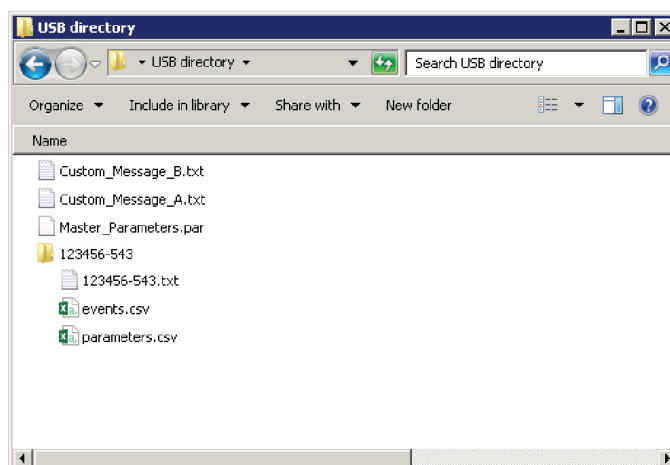 USB directory
USB directory
Search USB directory
Organize
Include in library
Share with
New folder
Name
Custom_Message_B.txt
Custom_Message_A.txt
Master_Parameters.par
123456-543
123456-543.txt
events.csv
parameters.csv